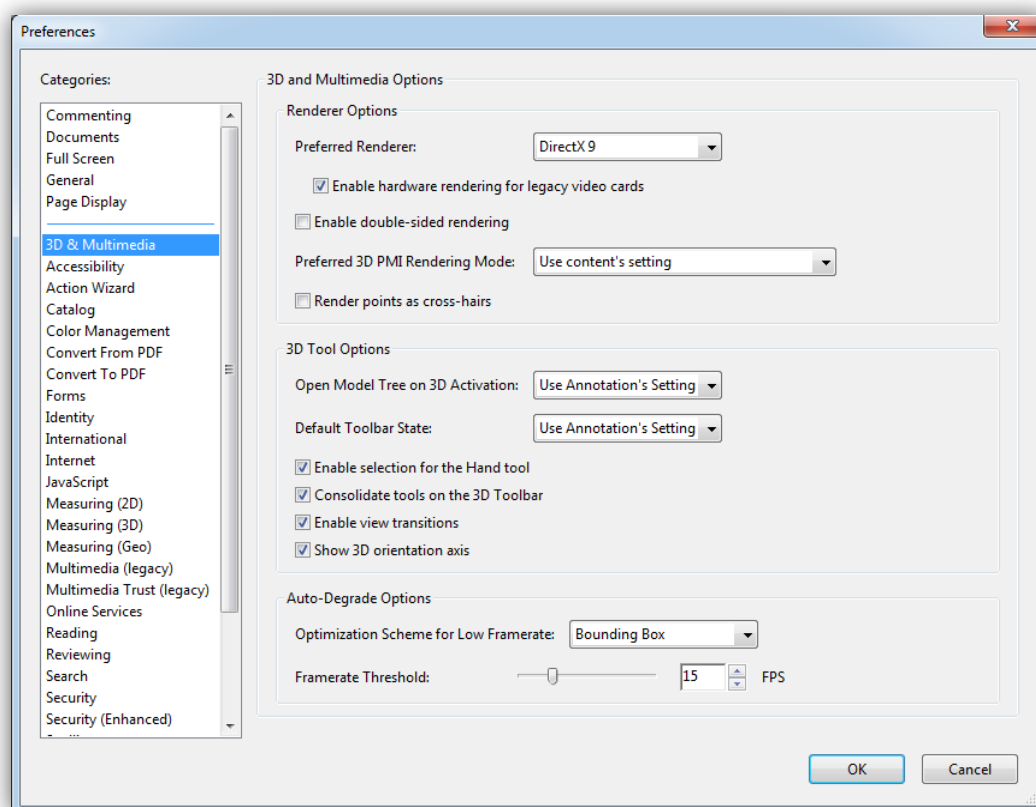 Preferences
Categories:
Commenting
Documents
Full Screen
General
Page Display
3D & Multimedia
Accessibility
Action Wizard
Catalog
Color Management
Convert From PDF
Convert To PDF
Forms
Identity
International
Internet
JavaScript
Measuring (2D)
Measuring (3D)
Measuring (Geo)
Multimedia (legacy)
Multimedia Trust (legacy)
Online Services
Reading
Reviewing
Search
Security
Security (Enhanced)
3D and Multimedia Options
Renderer Options
Preferred Renderer: DirectX 9
Enable hardware rendering for legacy video cards
Enable double-sided rendering
Preferred 3D PMI Rendering Mode: Use content's setting
Render points as cross-hairs
3D Tool Options
Open Model Tree on 3D Activation: Use Annotation's Setting
Default Toolbar State: Use Annotation's Setting
Enable selection for the Hand tool
Consolidate tools on the 3D Toolbar
Enable view transitions
Show 3D orientation axis
Auto-Degrade Options
Optimization Scheme for Low Framerate: Bounding Box
Framerate Threshold: 15 FPS
OK Cancel